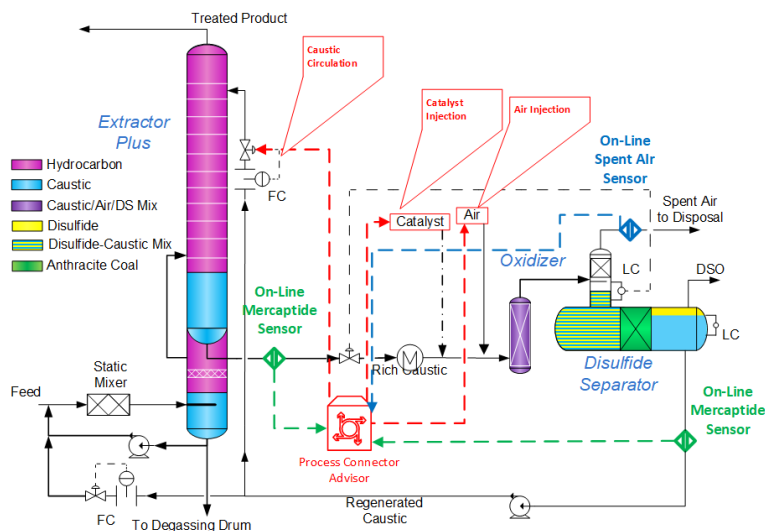 Treated Product
Caustic
Circulation
Catalyst
Injection
Air Injection
Extractor
Plus
On-Line
Spent Air
Sensor
Hydrocarbon
Caustic
Caustic/Air/DS Mix
Disulfide
Disulfide-Caustic Mix
Anthracite Coal
FC
Catalyst
Air
Spent Air
to Disposal
Oxidizer
LC
DSO
On-Line
Mercaptide
Sensor
LC
M
Rich Caustic
Disulfide
Separator
Static
Mixer
Feed
On-Line
Mercaptide
Sensor
Process Connector
Advisor
FC
Regenerated
Caustic
To Degassing Drum